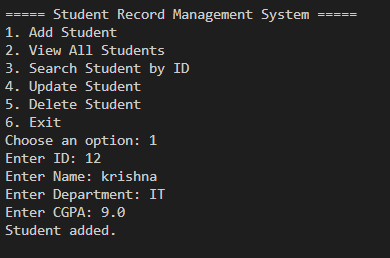 ===== Student Record Management System =====
1. Add Student
2. View All Students
3. Search Student by ID
4. Update Student
5. Delete Student
6. Exit
Choose an option: 1
Enter ID: 12
Enter Name: krishna
Enter Department: IT
Enter CGPA: 9.0
Student added.